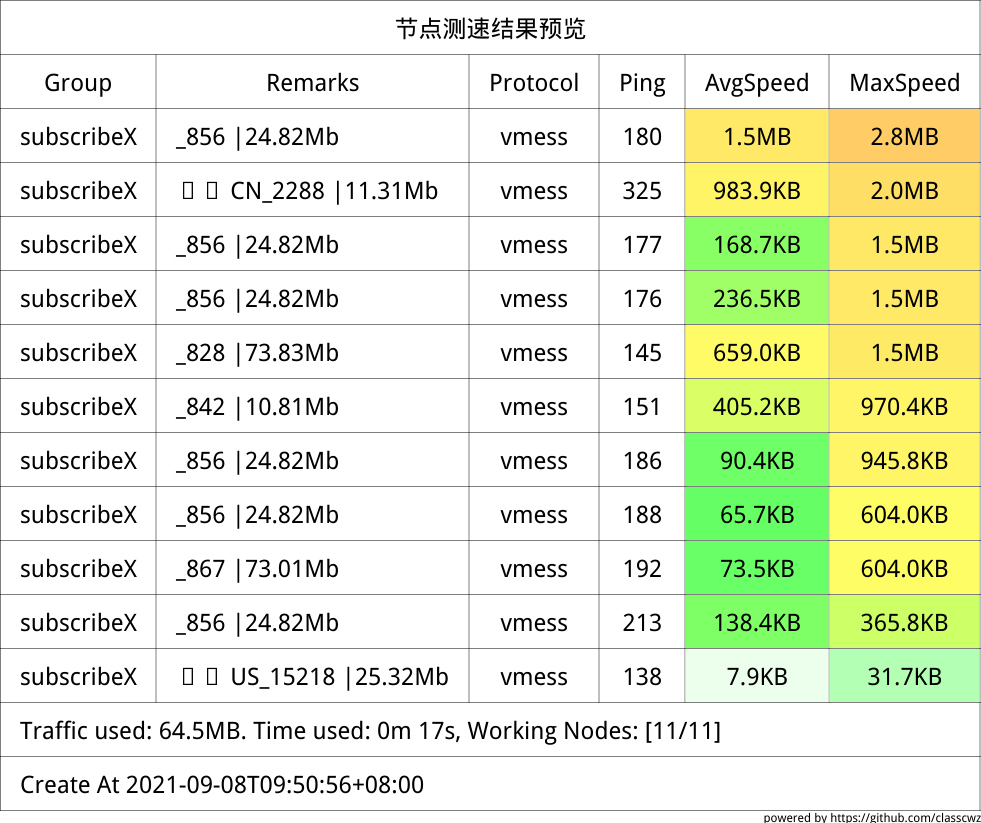 节点测速结果预览
Group Remarks Protocol Ping AvgSpeed MaxSpeed
subscribeX _856 |24.82Mb vmess 180 1.5MB 2.8MB
subscribeX CN_2288 |11.31Mb vmess 325 983.9KB 2.0MB
subscribeX _856 |24.82Mb vmess 177 168.7KB 1.5MB
subscribeX _856 |24.82Mb vmess 176 236.5KB 1.5MB
subscribeX _828 |73.83Mb vmess 145 659.0KB 1.5MB
subscribeX _842 |10.81Mb vmess 151 405.2KB 970.4KB
subscribeX _856 |24.82Mb vmess 186 90.4KB 945.8KB
subscribeX _856 |24.82Mb vmess 188 65.7KB 604.0KB
subscribeX _867 |73.01Mb vmess 192 73.5KB 604.0KB
subscribeX _856 |24.82Mb vmess 213 138.4KB 365.8KB
subscribeX US_15218 |25.32Mb vmess 138 7.9KB 31.7KB
Traffic used: 64.5MB. Time used: 0m 17s, Working Nodes: [11/11]
Create At 2021-09-08T09:50:56+08:00
powered by https://github.com/classcwz